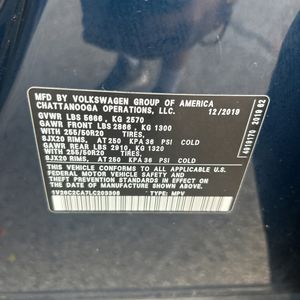 MFD BY VOLKSWAGEN GROUP OF AMERICA
CHATTANOOGA OPERATIONS, LLC.
GVWR LBS 5666, KG 2570 12/2019
GAWR FRONT LBS 2866, KG 1300
WITH 255/50R20 TIRES,
8JX20 RIMS, AT 250 KPA 36 PSI COLD
GAWR REAR LBS 2910, KG 1320
WITH 255/50R20 TIRES,
8JX20 RIMS, AT 250 KPA 36 PSI COLD
THIS VEHICLE CONFORMS TO ALL APPLICABLE
FEDERAL MOTOR VEHICLE SAFETY AND
THEFT PREVENTION STANDARDS IN EFFECT
ON THE DATE OF MANUFACTURE SHOWN ABOVE.
TYPE: MPV